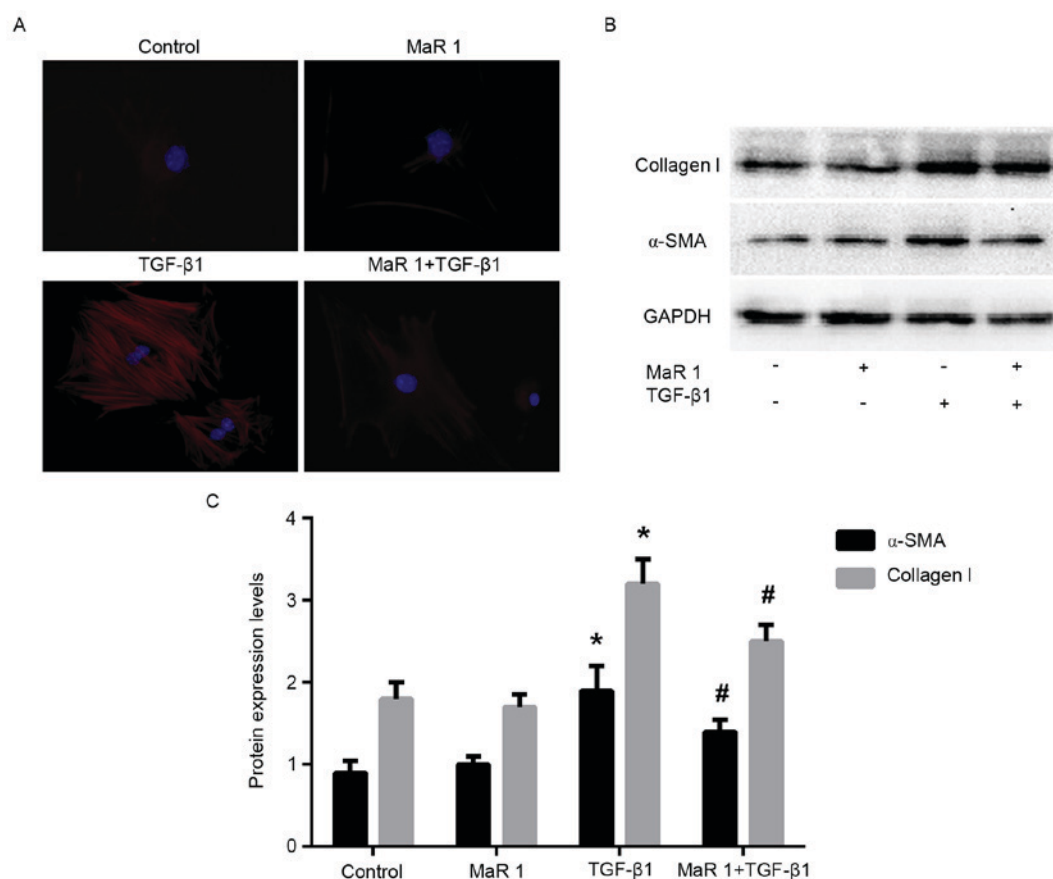 A
Control
MaR 1
TGF-β1
MaR 1+TGF-β1
B
Collagen I
α-SMA
GAPDH
MaR 1 - + - +
TGF-β1 - - + +
C
Protein expression levels
4
3
2
1
0
* * # #
Control MaR 1 TGF-β1 MaR 1+TGF-β1
α-SMA
Collagen I